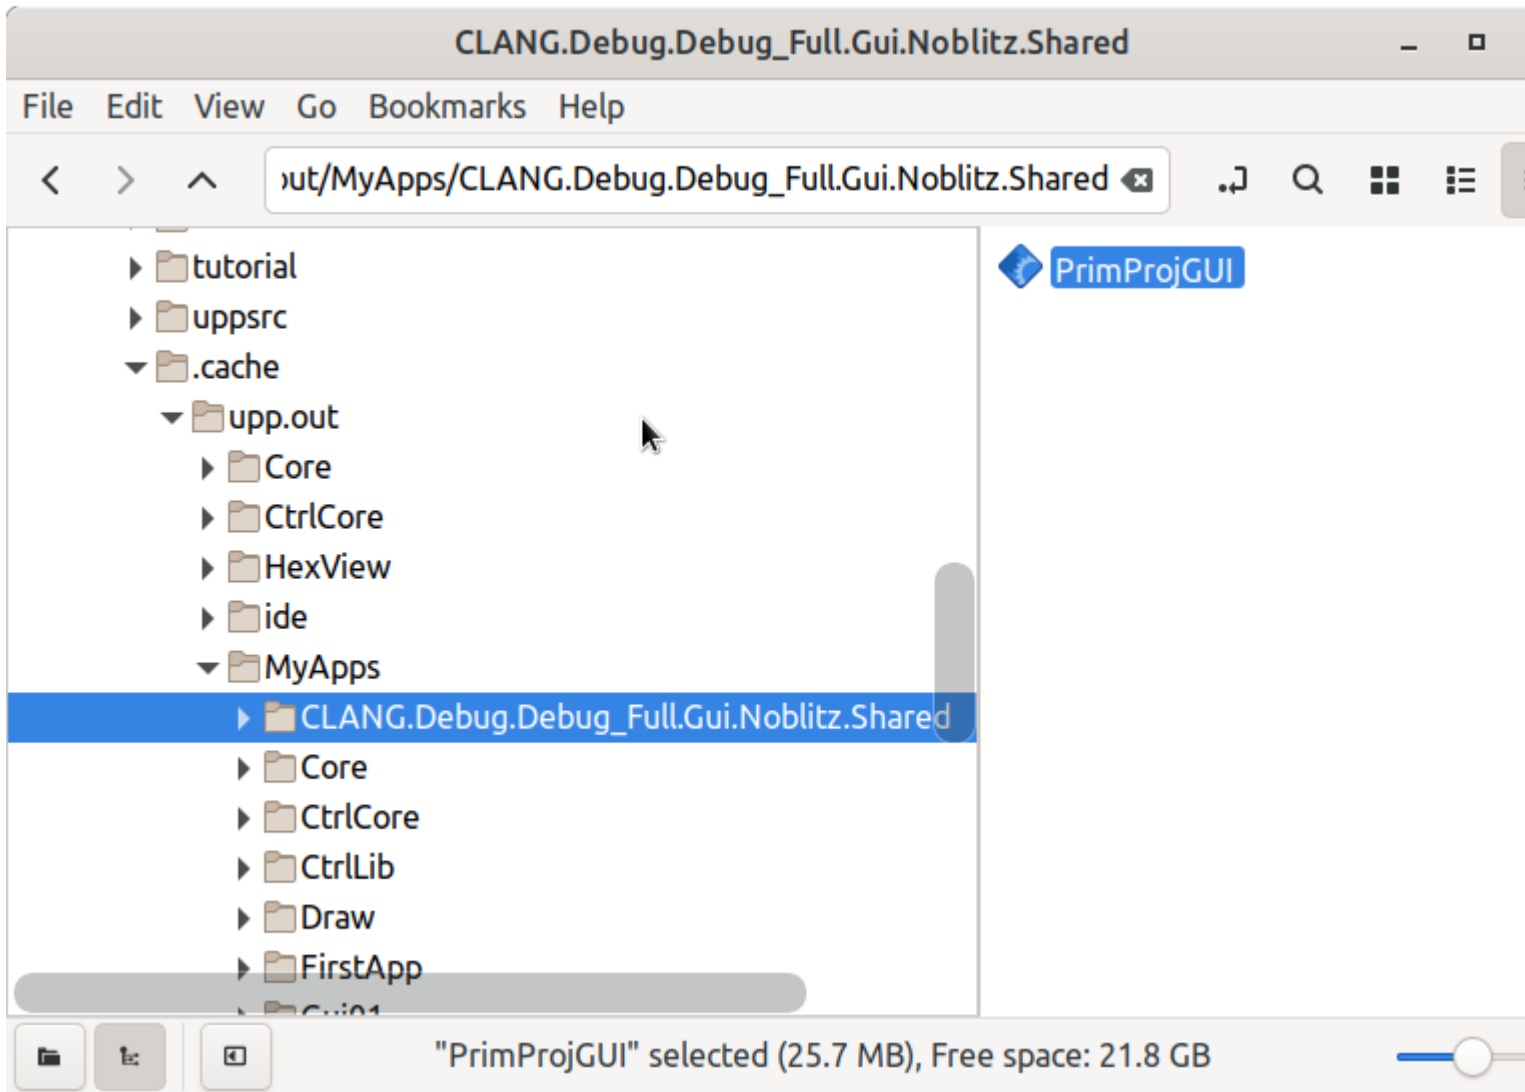 CLANG.Debug.Debug_Full.Gui.Noblitz.Shared
File Edit View Go Bookmarks Help
out/MyApps/CLANG.Debug.Debug_Full.Gui.Noblitz.Shared
tutorial
PrimProjGUI
uppsrc
.cache
upp.out
Core
CtrlCore
HexView
ide
MyApps
CLANG.Debug.Debug_Full.Gui.Noblitz.Shared
Core
CtrlCore
CtrlLib
Draw
FirstApp
Gui01
"PrimProjGUI" selected (25.7 MB), Free space: 21.8 GB